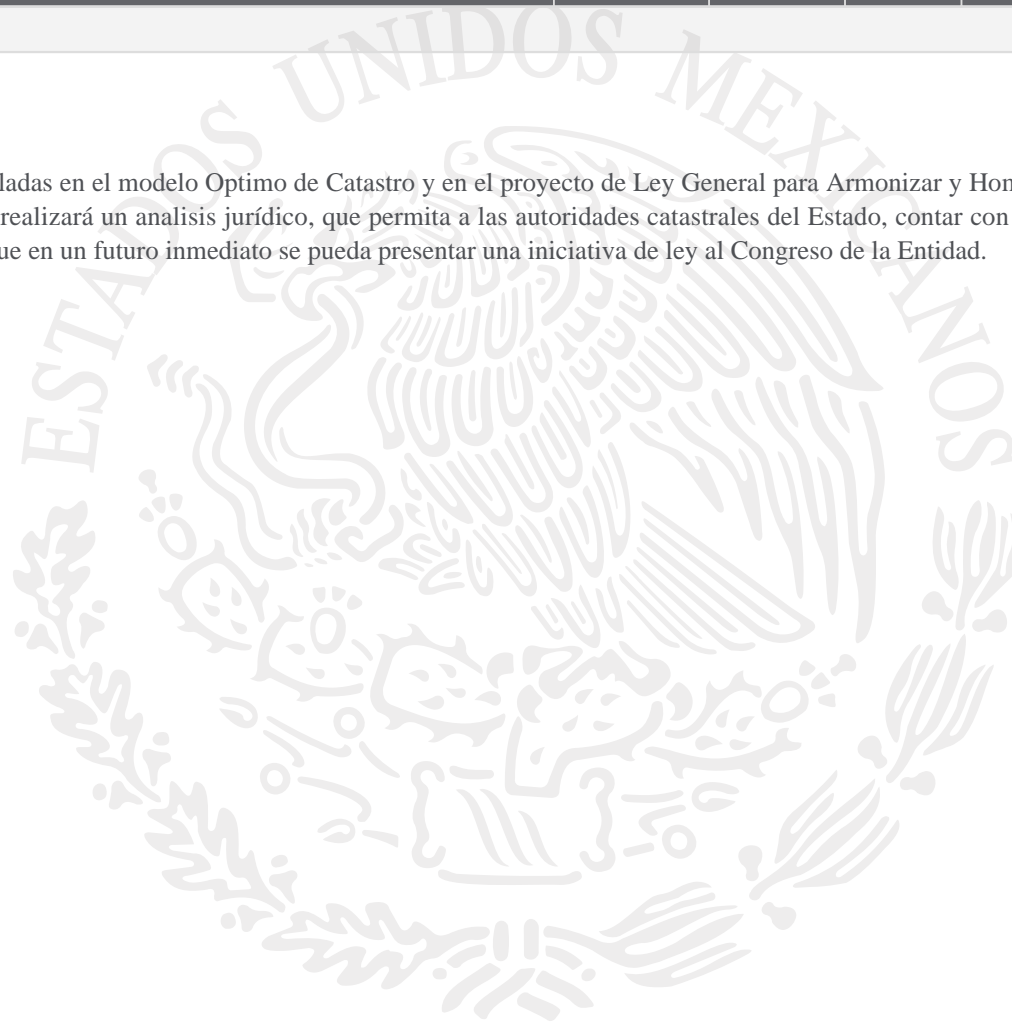 ESTADOS UNIDOS MEXICANOS
ladas en el modelo Optimo de Catastro y en el proyecto de Ley General para Armonizar y Hon
realizará un analisis jurídico, que permita a las autoridades catastrales del Estado, contar con
ue en un futuro inmediato se pueda presentar una iniciativa de ley al Congreso de la Entidad.